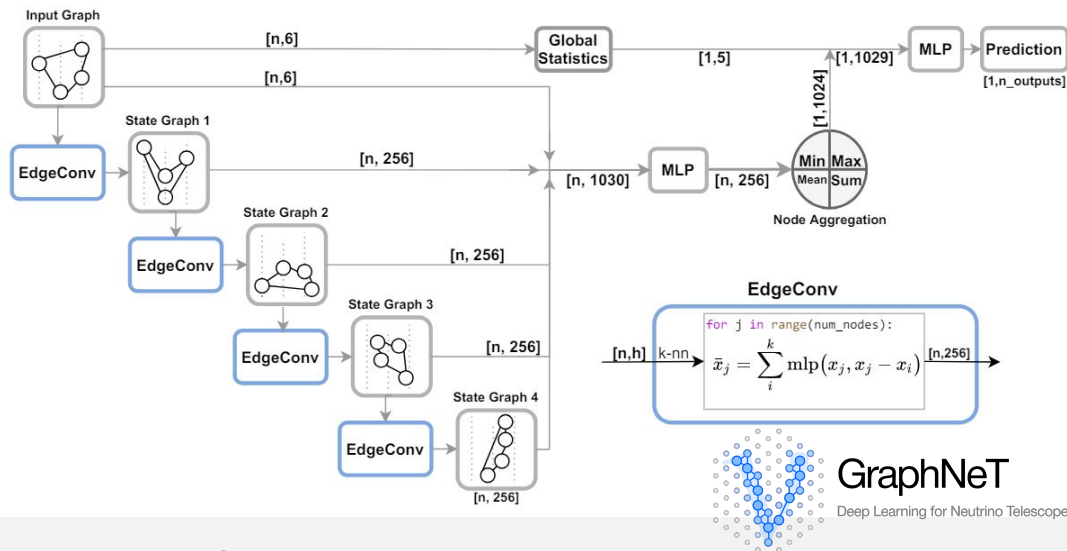 Input Graph
[n,6]
Global
Statistics
[1,5]
[1,1029]
MLP
Prediction
[1,n_outputs]
[n,6]
[1,1024]
EdgeConv
State Graph 1
[n, 256]
[n, 1030]
MLP
[n, 256]
Min Max
Mean Sum
Node Aggregation
EdgeConv
State Graph 2
[n, 256]
EdgeConv
State Graph 3
[n, 256]
EdgeConv
State Graph 4
[n, 256]
EdgeConv
[n,h]
k-nn
for j in range(num_nodes):
x̄_j = ∑_i^k mlp(x_j, x_j − x_i)
[n,256]
GraphNeT
Deep Learning for Neutrino Telescope